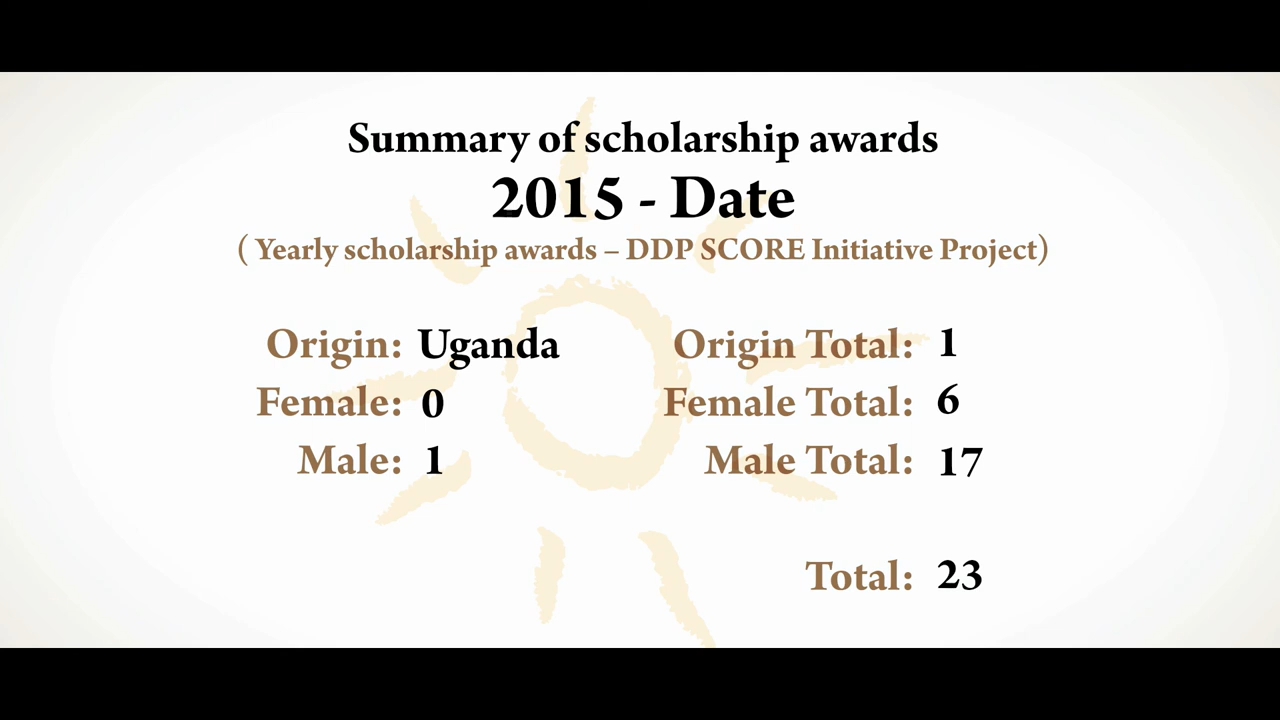 Summary of scholarship awards
2015 - Date
( Yearly scholarship awards – DDP SCORE Initiative Project)
Origin: Uganda
Female: 0
Male: 1
Origin Total: 1
Female Total: 6
Male Total: 17
Total: 23